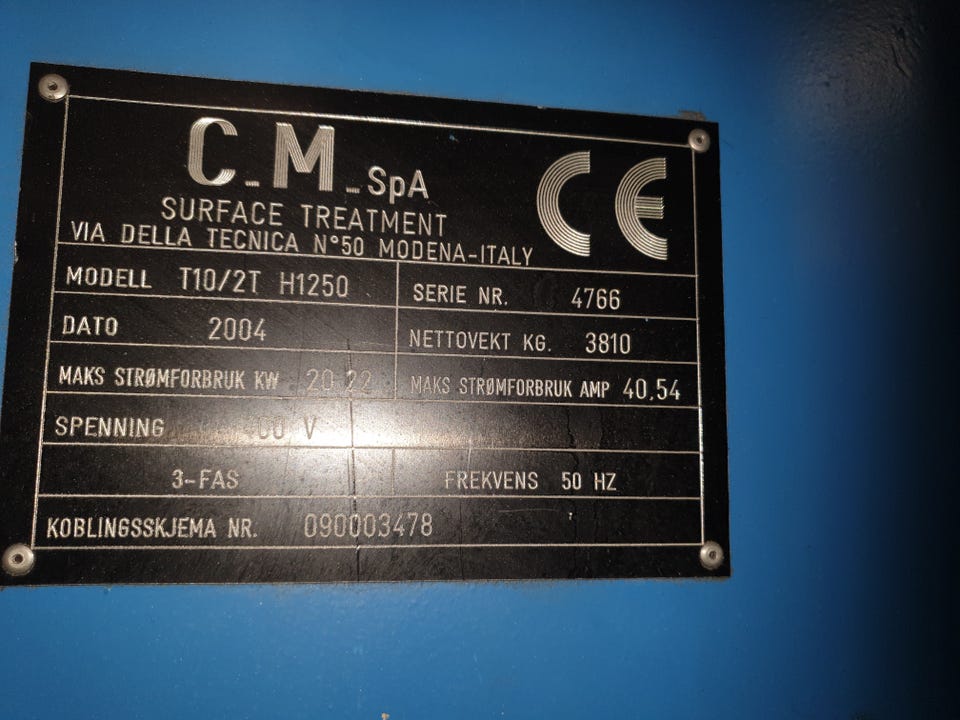 C_M_SpA CE
SURFACE TREATMENT
VIA DELLA TECNICA N°50 MODENA-ITALY
MODELL T10/2T H1250 SERIE NR. 4766
DATO 2004 NETTOVEKT KG. 3810
MAKS STRØMFORBRUK KW 20,22 MAKS STRØMFORBRUK AMP 40,54
SPENNING 400 V
3-FAS FREKVENS 50 HZ
KOBLINGSSKJEMA NR. 090003478